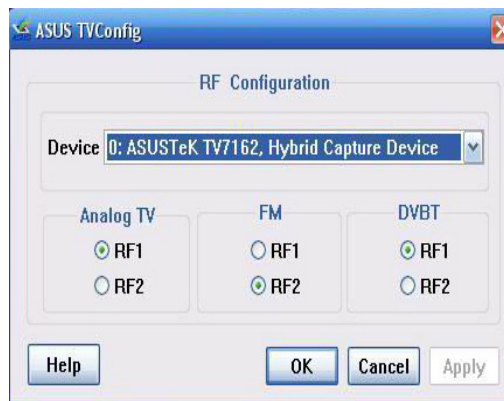 ASUS TVConfig
RF Configuration
Device 0: ASUSTeK TV7162, Hybrid Capture Device
Analog TV FM DVBT
RF1 RF1 RF1
RF2 RF2 RF2
Help OK Cancel Apply